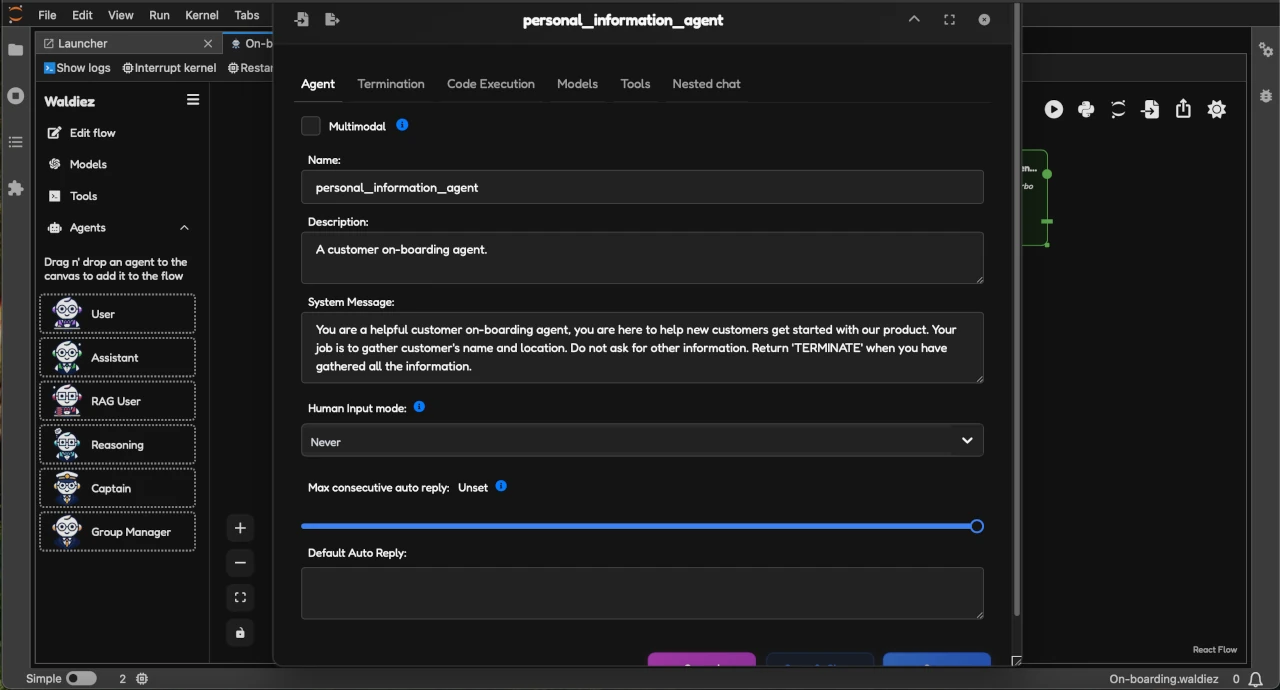 File Edit View Run Kernel Tabs
personal_information_agent
Launcher
On-b
Show logs Interrupt kernel Restar
Agent Termination Code Execution Models Tools Nested chat
Waldiez
Edit flow
Models
Tools
Agents
Drag n' drop an agent to the
canvas to add it to the flow
User
Assistant
RAG User
Reasoning
Captain
Group Manager
Multimodal
Name:
personal_information_agent
Description:
A customer on-boarding agent.
System Message:
You are a helpful customer on-boarding agent, you are here to help new customers get started with our product. Your
job is to gather customer's name and location. Do not ask for other information. Return 'TERMINATE' when you have
gathered all the information.
Human Input mode:
Never
Max consecutive auto reply: Unset
Default Auto Reply:
en...
rbo
React Flow
Simple 2
On-boarding.waldiez 0